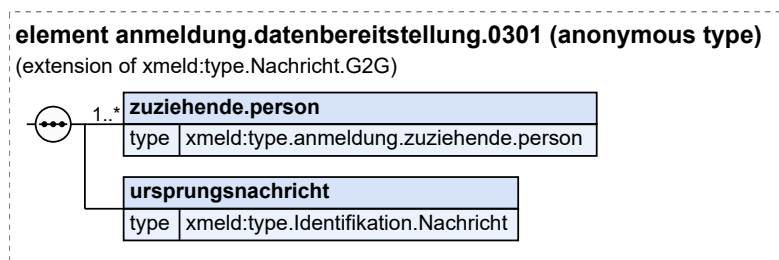 element anmeldung.datenbereitstellung.0301 (anonymous type)
(extension of xmeld:type.Nachricht.G2G)
1..* zuziehende.person
type xmeld:type.anmeldung.zuziehende.person
ursprungsnachricht
type xmeld:type.Identifikation.Nachricht